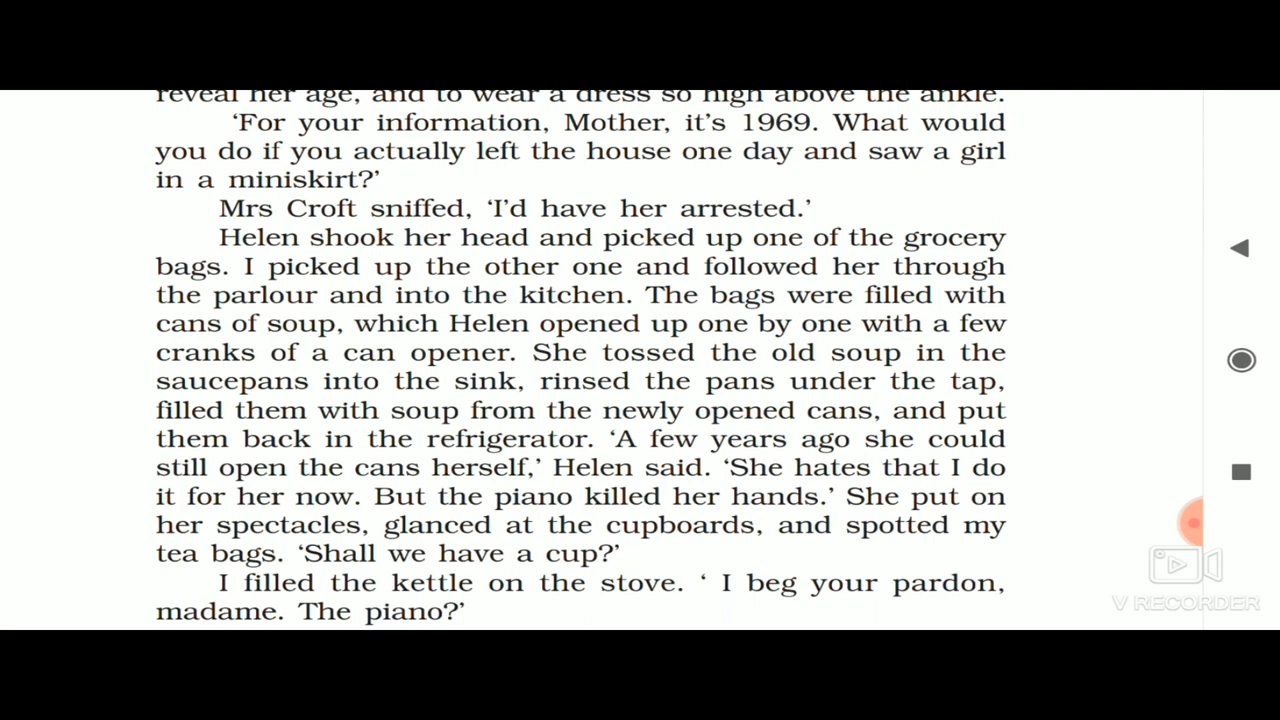 reveal her age, and to wear a dress so high above the ankle.
‘For your information, Mother, it’s 1969. What would
you do if you actually left the house one day and saw a girl
in a miniskirt?’
Mrs Croft sniffed, ‘I’d have her arrested.’
Helen shook her head and picked up one of the grocery
bags. I picked up the other one and followed her through
the parlour and into the kitchen. The bags were filled with
cans of soup, which Helen opened up one by one with a few
cranks of a can opener. She tossed the old soup in the
saucepans into the sink, rinsed the pans under the tap,
filled them with soup from the newly opened cans, and put
them back in the refrigerator. ‘A few years ago she could
still open the cans herself,’ Helen said. ‘She hates that I do
it for her now. But the piano killed her hands.’ She put on
her spectacles, glanced at the cupboards, and spotted my
tea bags. ‘Shall we have a cup?’
I filled the kettle on the stove. ‘ I beg your pardon,
madame. The piano?’
V RECORDER